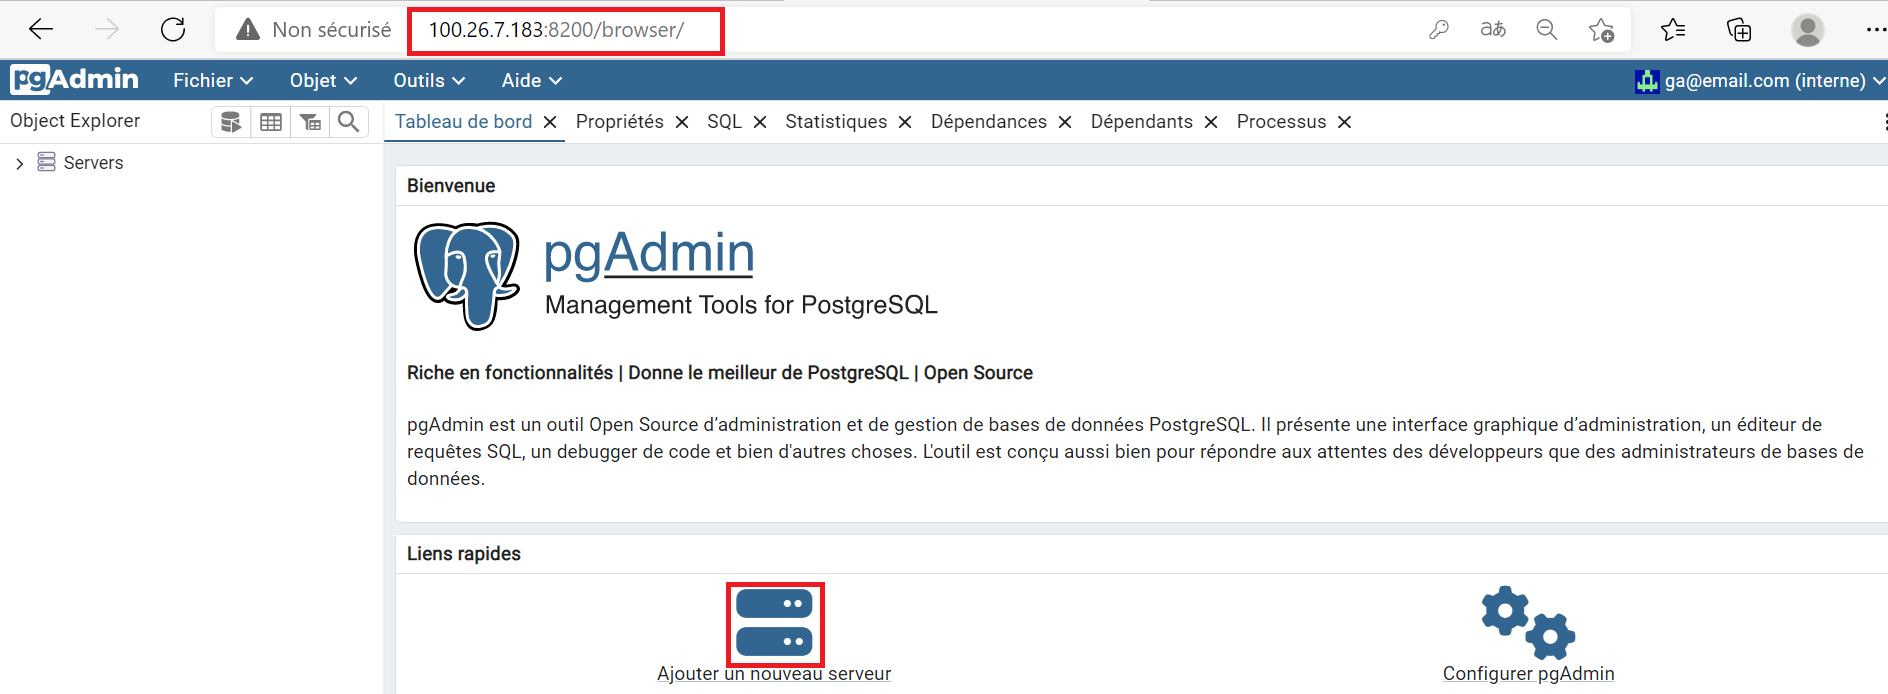 Non sécurisé 100.26.7.183:8200/browser/ aあ
pgAdmin Fichier Objet Outils Aide ga@email.com (interne)
Object Explorer Tableau de bord Propriétés SQL Statistiques Dépendances Dépendants Processus
Servers
Bienvenue
pgAdmin
Management Tools for PostgreSQL
Riche en fonctionnalités | Donne le meilleur de PostgreSQL | Open Source
pgAdmin est un outil Open Source d’administration et de gestion de bases de données PostgreSQL. Il présente une interface graphique d’administration, un éditeur de
requêtes SQL, un debugger de code et bien d'autres choses. L'outil est conçu aussi bien pour répondre aux attentes des développeurs que des administrateurs de bases de
données.
Liens rapides
Ajouter un nouveau serveur Configurer pgAdmin